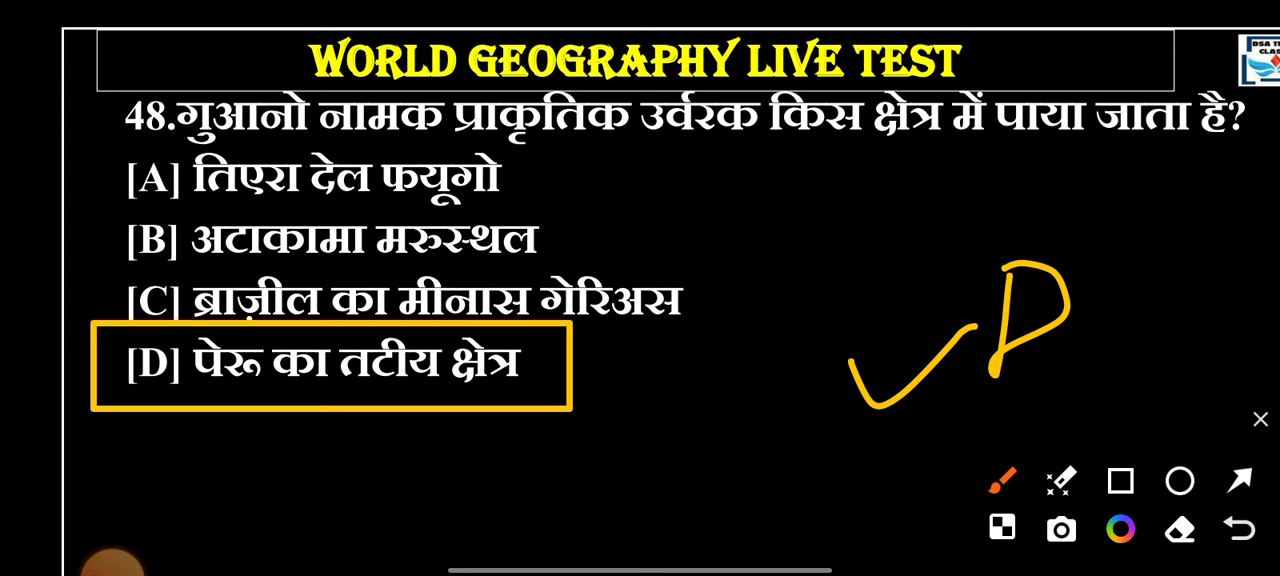 WORLD GEOGRAPHY LIVE TEST
48.गुआनो नामक प्राकृतिक उर्वरक किस क्षेत्र में पाया जाता है?
[A] तिएरा देल फयूगो
[B] अटाकामा मरुस्थल
[C] ब्राज़ील का मीनास गेरिअस
[D] पेरू का तटीय क्षेत्र
D